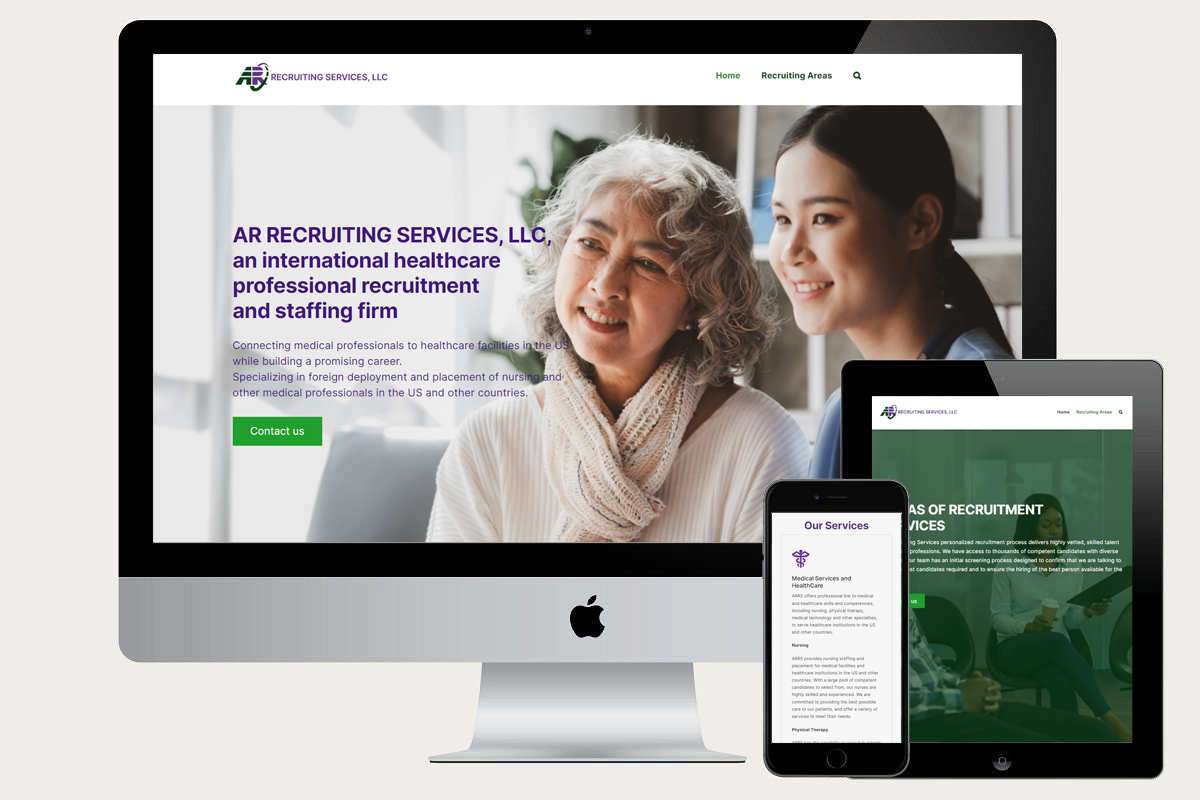 AR RECRUITING SERVICES, LLC
Home
Recruiting Areas
AR RECRUITING SERVICES, LLC,
an international healthcare
professional recruitment
and staffing firm
Connecting medical professionals to healthcare facilities in the US
while building a promising career.
Specializing in foreign deployment and placement of nursing and
other medical professionals in the US and other countries.
Contact us
AR RECRUITING SERVICES, LLC
Home
Recruiting Areas
AS OF RECRUITMENT
VICES
ng Services personalized recruitment process delivers highly vetted, skilled talent
professions. We have access to thousands of competent candidates with diverse
ur team has an initial screening process designed to confirm that we are talking to
st candidates required and to ensure the hiring of the best person available for the
us
Our Services
Medical Services and
HealthCare
ARRS offers professional link to medical
and healthcare skills and competencies,
including nursing, physical therapy,
medical technology and other specialties,
to serve healthcare institutions in the US
and other countries.
Nursing
ARRS provides nursing staffing and
placement for medical facilities and
healthcare institutions in the US and other
countries. With a large pool of competent
candidates to select from, our nurses are
highly skilled and experienced. We are
committed to providing the best possible
care to our patients, and offer a variety of
services to meet their needs.
Physical Therapy